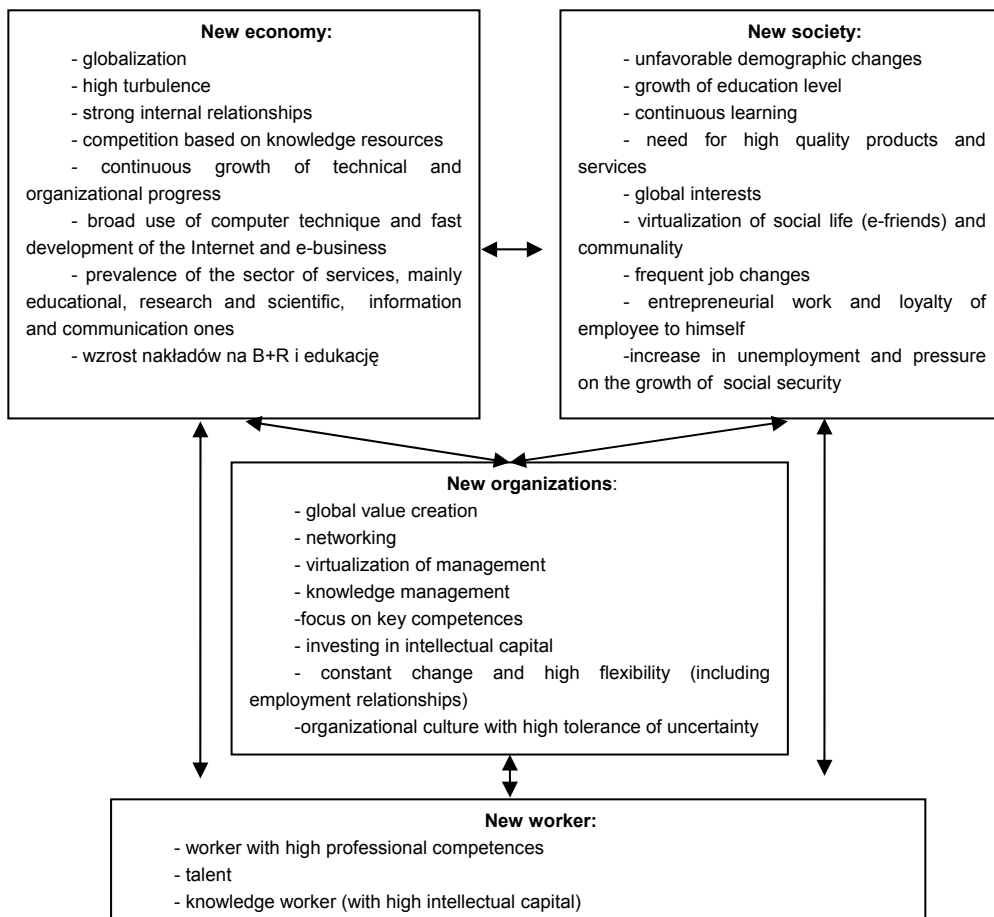 New economy:
- globalization
- high turbulence
- strong internal relationships
- competition based on knowledge resources
- continuous growth of technical and
organizational progress
- broad use of computer technique and fast
development of the Internet and e-business
- prevalence of the sector of services, mainly
educational, research and scientific, information
and communication ones
- wzrost nakładów na B+R i edukację
New society:
- unfavorable demographic changes
- growth of education level
- continuous learning
- need for high quality products and
services
- global interests
- virtualization of social life (e-friends) and
communality
- frequent job changes
- entrepreneurial work and loyalty of
employee to himself
-increase in unemployment and pressure
on the growth of social security
New organizations:
- global value creation
- networking
- virtualization of management
- knowledge management
-focus on key competences
- investing in intellectual capital
- constant change and high flexibility (including
employment relationships)
-organizational culture with high tolerance of uncertainty
New worker:
- worker with high professional competences
- talent
- knowledge worker (with high intellectual capital)